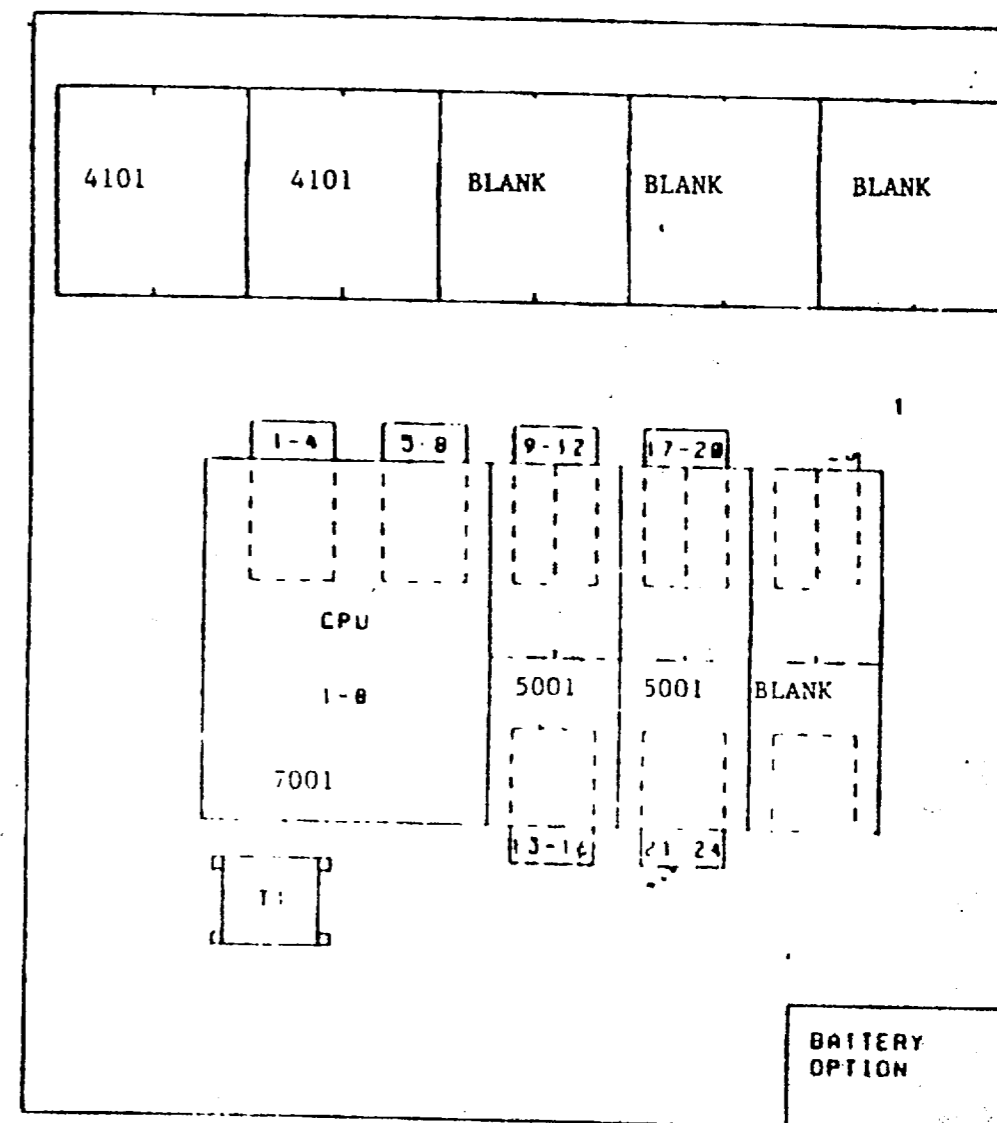 4101 4101 BLANK BLANK BLANK
1
1-4 5-8 9-12 17-20
CPU
1-8 5001 5001 BLANK
7001
13-16 21 24
BATTERY
OPTION